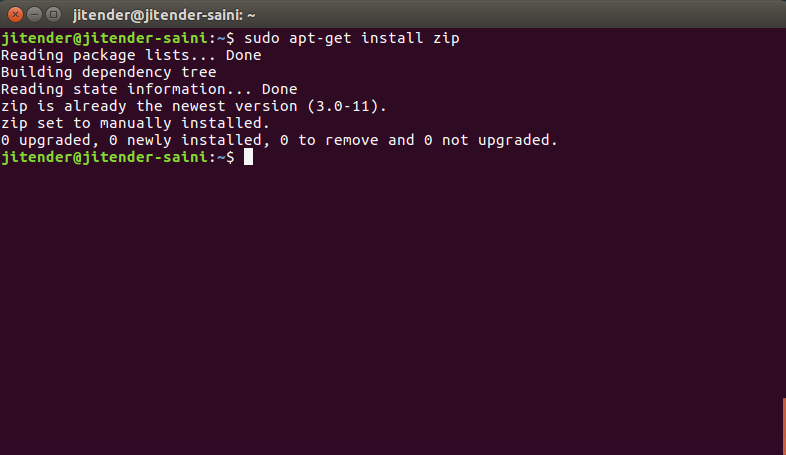 jitender@jitender-saini: ~
jitender@jitender-saini:~$ sudo apt-get install zip
Reading package lists... Done
Building dependency tree
Reading state information... Done
zip is already the newest version (3.0-11).
zip set to manually installed.
0 upgraded, 0 newly installed, 0 to remove and 0 not upgraded.
jitender@jitender-saini:~$